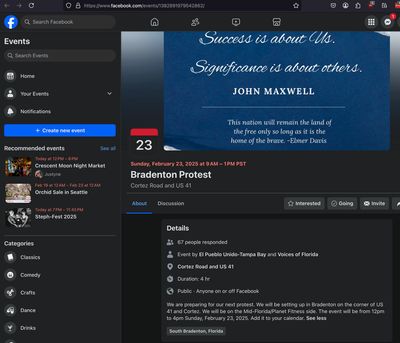 https://www.facebook.com/events/1382891979542862/
Search Facebook
Events
Search Events
Home
Your Events
Notifications
+ Create new event
Recommended events
See all
Today at 12 PM – 6 PM
Crescent Moon Night Market
Justyne
Feb 19 at 12 AM – Feb 23 at 12 AM
Orchid Sale in Seattle
Today at 7 PM – 11:45 PM
Steph-Fest 2025
Categories
Classics
Comedy
Crafts
Dance
Drinks
Success is about Us.
Significance is about others.
JOHN MAXWELL
This nation will remain the land of
the free only so long as it is the
home of the brave. -Elmer Davis
23
Sunday, February 23, 2025 at 9 AM – 1 PM PST
Bradenton Protest
Cortez Road and US 41
About
Discussion
Interested
Going
Invite
Details
67 people responded
Event by El Pueblo Unido-Tampa Bay and Voices of Florida
Cortez Road and US 41
Duration: 4 hr
Public · Anyone on or off Facebook
We are preparing for our next protest. We will be setting up in Bradenton on the corner of
US 41 and Cortez. We will be on the Mid-Florida/Planet Fitness side. The event will be from 12pm
to 4pm Sunday, February 23, 2025. Add it to your calendar. See less
South Bradenton, Florida